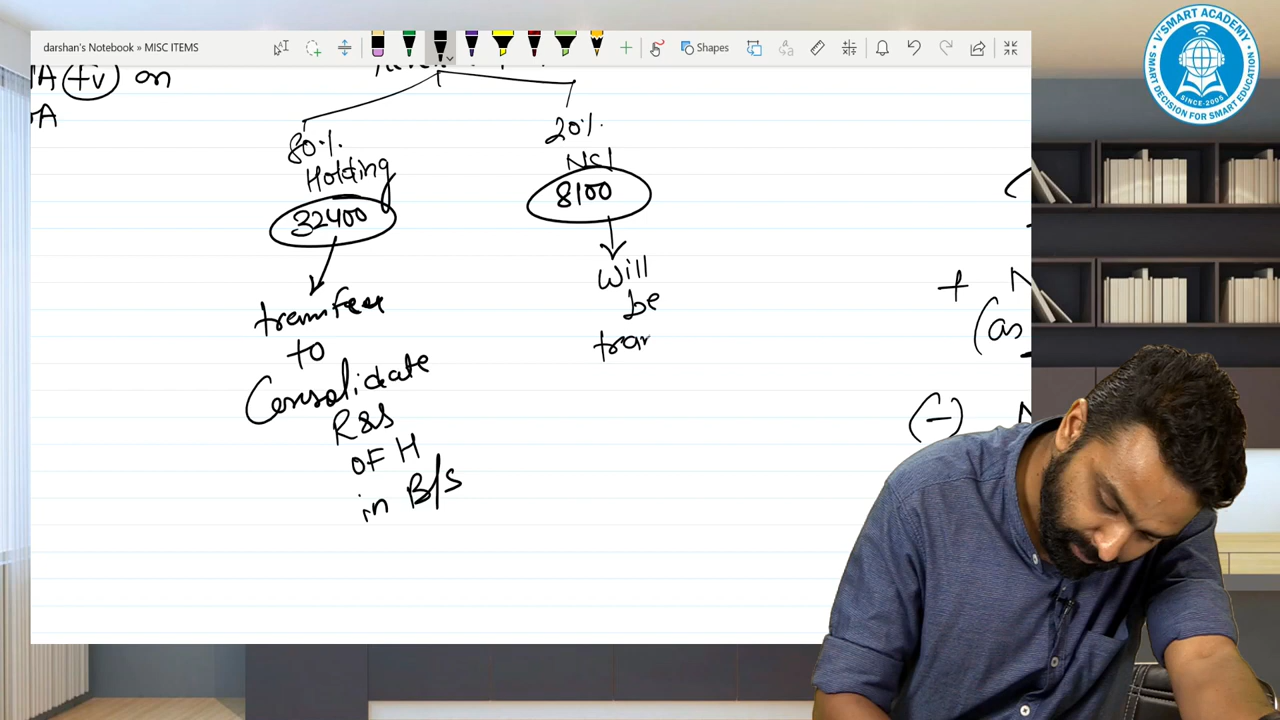 darshan's Notebook » MISC ITEMS
Shapes
V'SMART ACADEMY
SMART DECISION FOR SMART EDUCATION
SINCE-2005
on
80%
Holding
32400
transfer
to
Consolidate
R&S
OF H
in B/S
20%
NCI
8100
Will
be
tran
+ N
(as
(-) N